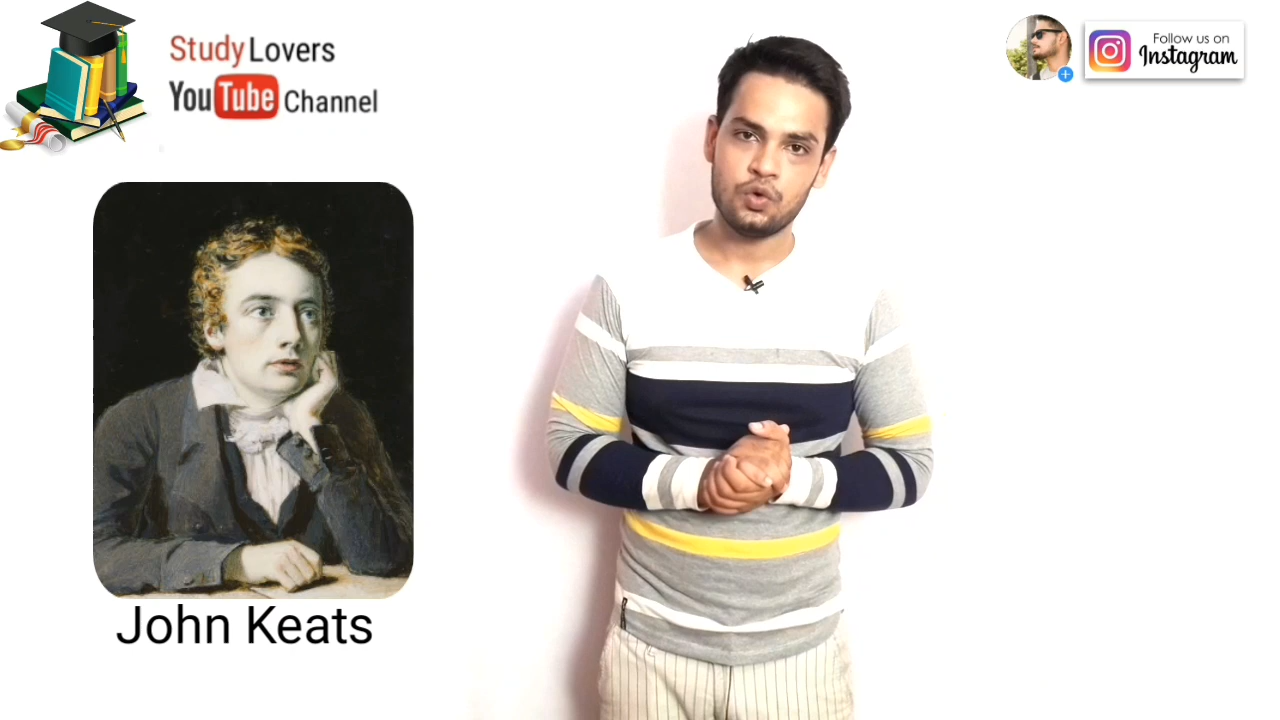 Study Lovers
YouTube Channel
Follow us on
Instagram
John Keats